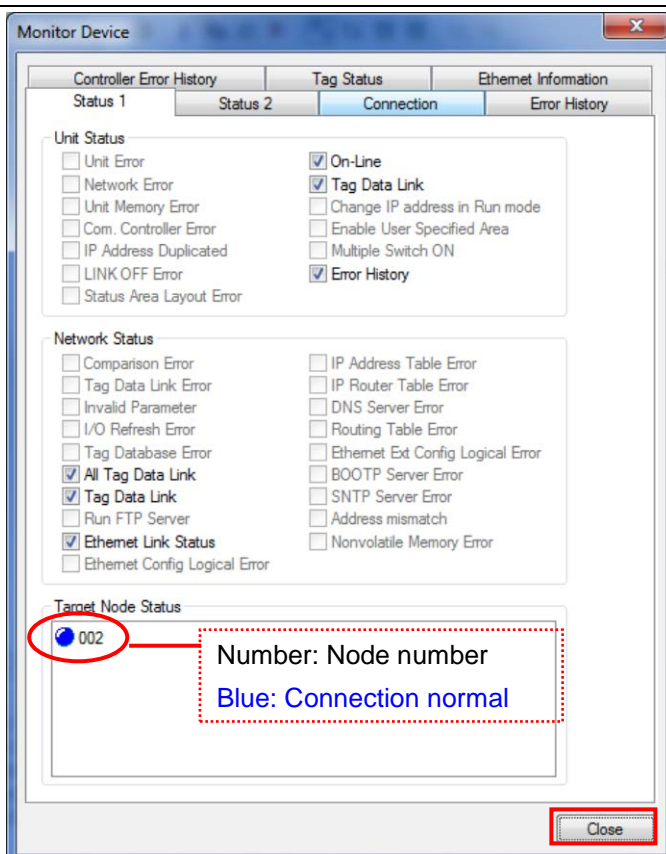 Monitor Device
Controller Error History Tag Status Ethernet Information
Status 1 Status 2 Connection Error History
Unit Status
Unit Error
Network Error
Unit Memory Error
Com. Controller Error
IP Address Duplicated
LINK OFF Error
Status Area Layout Error
On-Line
Tag Data Link
Change IP address in Run mode
Enable User Specified Area
Multiple Switch ON
Error History
Network Status
Comparison Error
Tag Data Link Error
Invalid Parameter
I/O Refresh Error
Tag Database Error
All Tag Data Link
Tag Data Link
Run FTP Server
Ethernet Link Status
Ethernet Config Logical Error
IP Address Table Error
IP Router Table Error
DNS Server Error
Routing Table Error
Ethernet Ext Config Logical Error
BOOTP Server Error
SNTP Server Error
Address mismatch
Nonvolatile Memory Error
Target Node Status
002
Number: Node number
Blue: Connection normal
Close